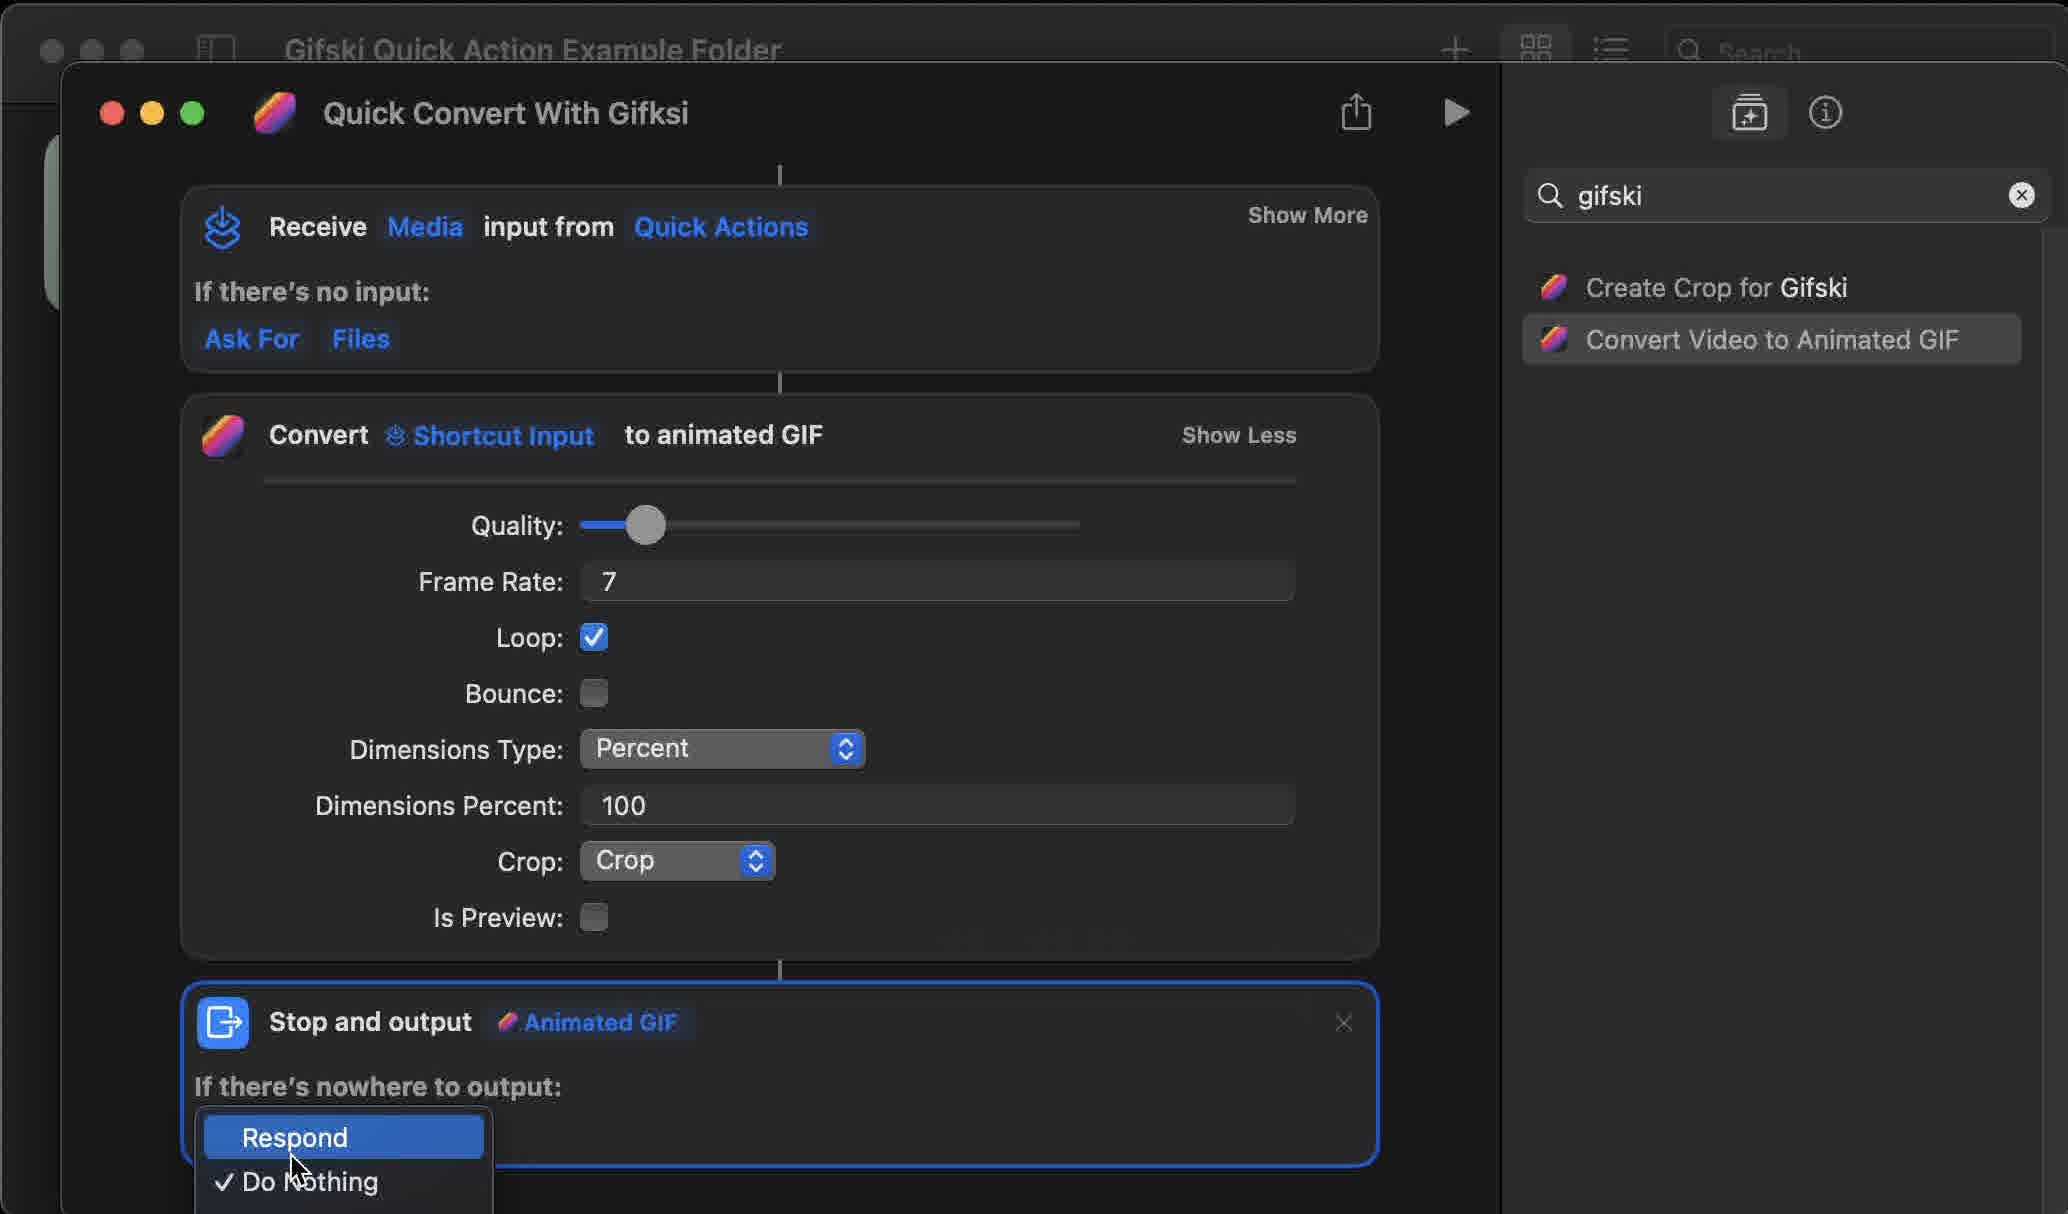 Gifski Quick Action Example Folder
Search
Quick Convert With Gifksi
Receive Media input from Quick Actions
Show More
If there's no input:
Ask For Files
Convert Shortcut Input to animated GIF
Show Less
Quality:
Frame Rate: 7
Loop:
Bounce:
Dimensions Type: Percent
Dimensions Percent: 100
Crop: Crop
Is Preview:
Stop and output Animated GIF
If there's nowhere to output:
Respond
✓ Do Nothing
gifski
Create Crop for Gifski
Convert Video to Animated GIF